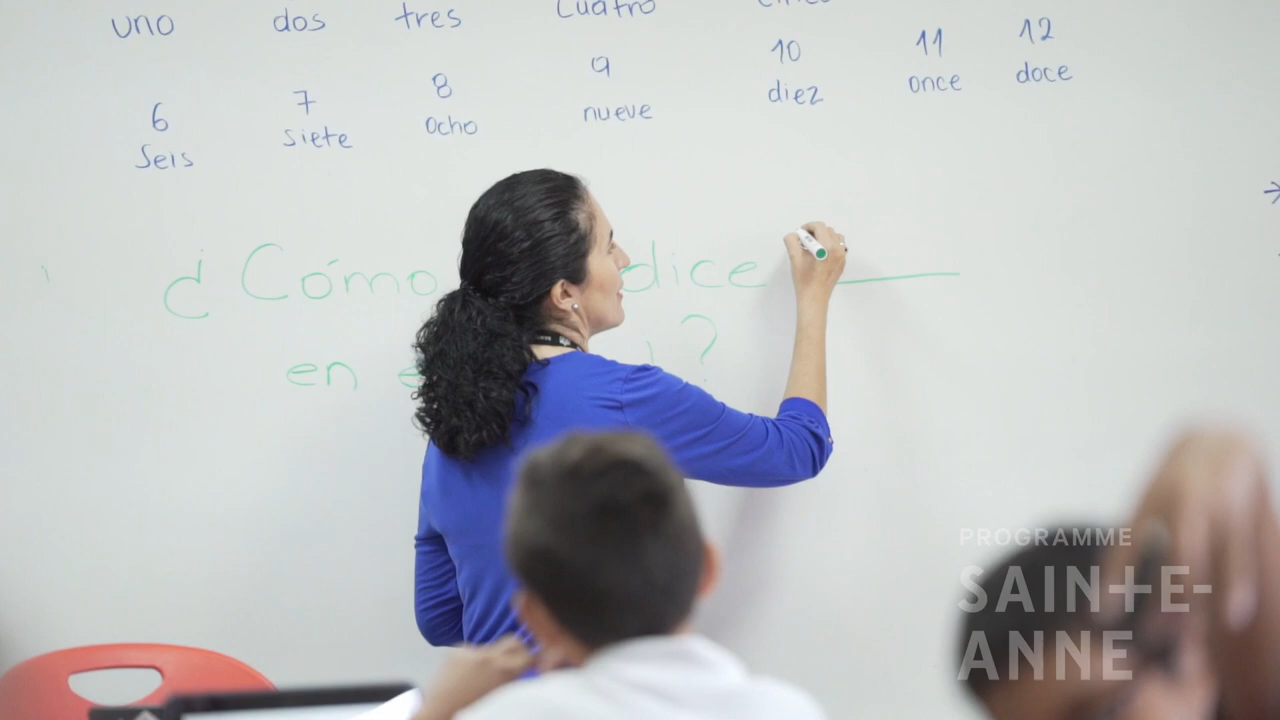 uno dos tres cuatro
10 11 12
9
8
7
6
diez once doce
nueve
ocho
siete
seis
¿Cómo dice ____
en ?
PROGRAMME
SAINTE-
ANNE